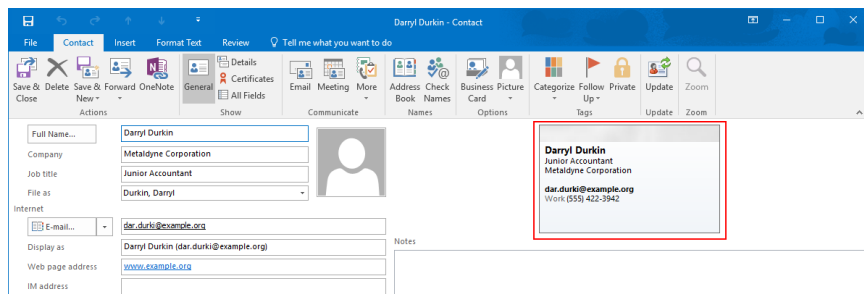 Darryl Durkin - Contact
File Contact Insert Format Text Review Tell me what you want to do
Save & Close
Delete
Save & New
Forward
OneNote
Actions
General
Details
Certificates
All Fields
Show
Email
Meeting
More
Communicate
Address Book
Check Names
Names
Business Card
Picture
Options
Categorize
Follow Up
Private
Tags
Update
Update
Zoom
Zoom
Full Name... Darryl Durkin
Company Metaldyne Corporation
Job title Junior Accountant
File as Durkin, Darryl
Internet
E-mail... dar.durki@example.org
Display as Darryl Durkin (dar.durki@example.org)
Web page address www.example.org
IM address
Darryl Durkin
Junior Accountant
Metaldyne Corporation
dar.durki@example.org
Work (555) 422-3942
Notes